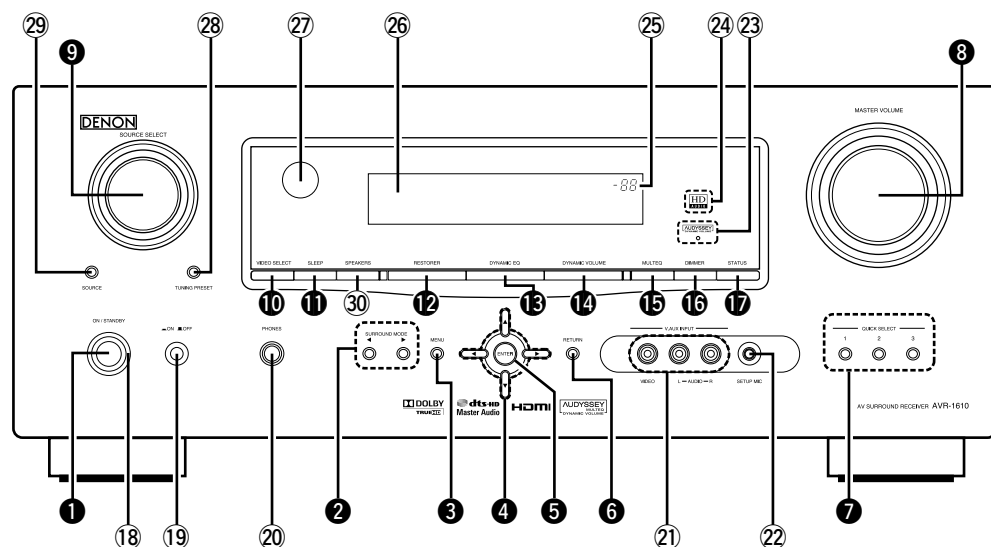 29 28 27 26 25 24 23
9 8
DENON
SOURCE SELECT
MASTER VOLUME
-88
HD
AUDIO
AUDYSSEY
VIDEO SELECT SLEEP SPEAKERS RESTORER DYNAMIC EQ DYNAMIC VOLUME MULTEQ DIMMER STATUS
SOURCE TUNING PRESET
10 11 30 12 13 14 15 16 17
ON / STANDBY
ON OFF
PHONES
SURROUND MODE
MENU
ENTER
RETURN
V.AUX INPUT
VIDEO L AUDIO R SETUP MIC
QUICK SELECT
1 2 3
DOLBY
TRUEHD
dts-HD
Master Audio
HDMI
AUDYSSEY
MULTEQ
DYNAMIC VOLUME
AV SURROUND RECEIVER AVR-1610
1 18 19 20 2 3 4 5 6 21 22 7